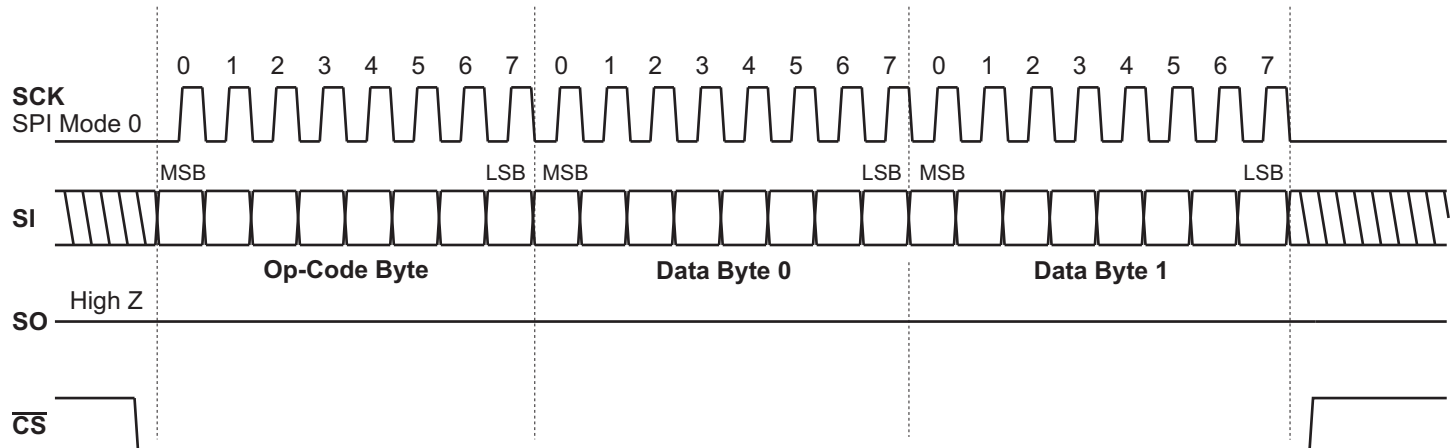 0 1 2 3 4 5 6 7 0 1 2 3 4 5 6 7 0 1 2 3 4 5 6 7
SCK
SPI Mode 0
MSB LSB MSB LSB MSB LSB
SI
Op-Code Byte Data Byte 0 Data Byte 1
High Z
SO
CS